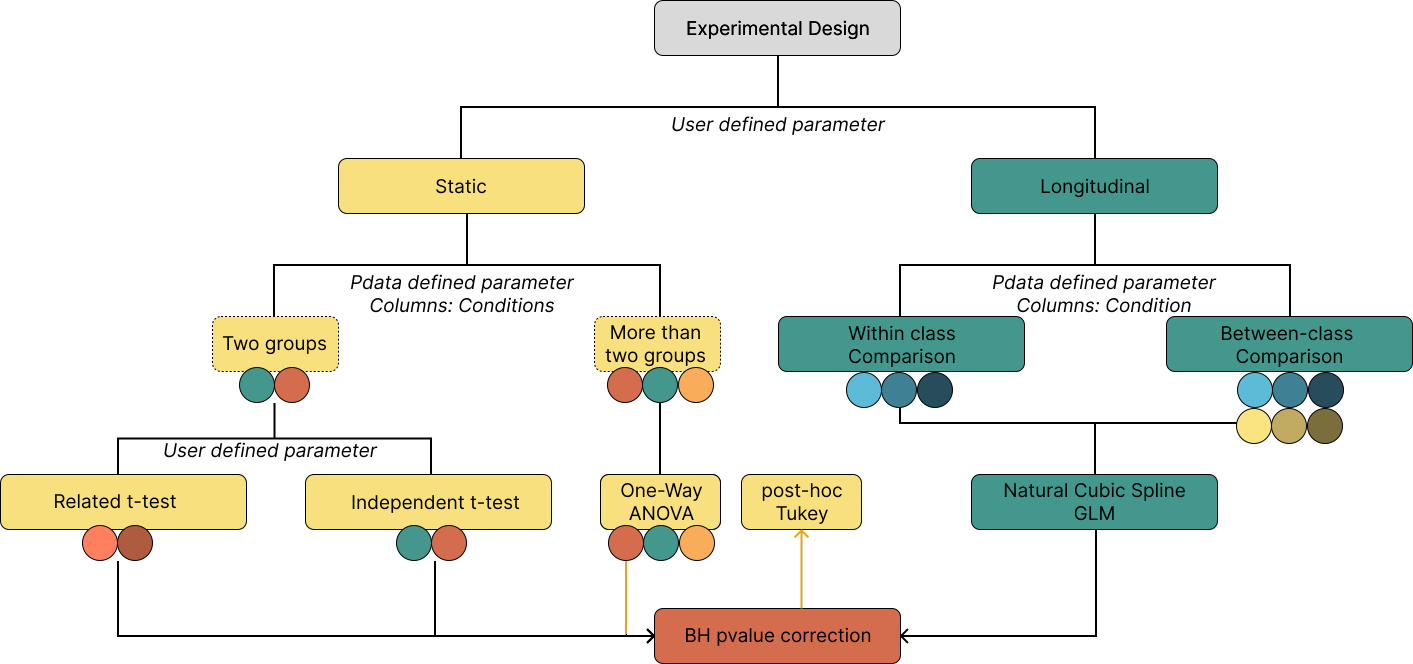 Experimental Design
User defined parameter
Static
Longitudinal
Pdata defined parameter
Columns: Conditions
Pdata defined parameter
Columns: Condition
Two groups
More than
two groups
Within class
Comparison
Between-class
Comparison
User defined parameter
Related t-test
Independent t-test
One-Way
ANOVA
post-hoc
Tukey
Natural Cubic Spline
GLM
BH pvalue correction